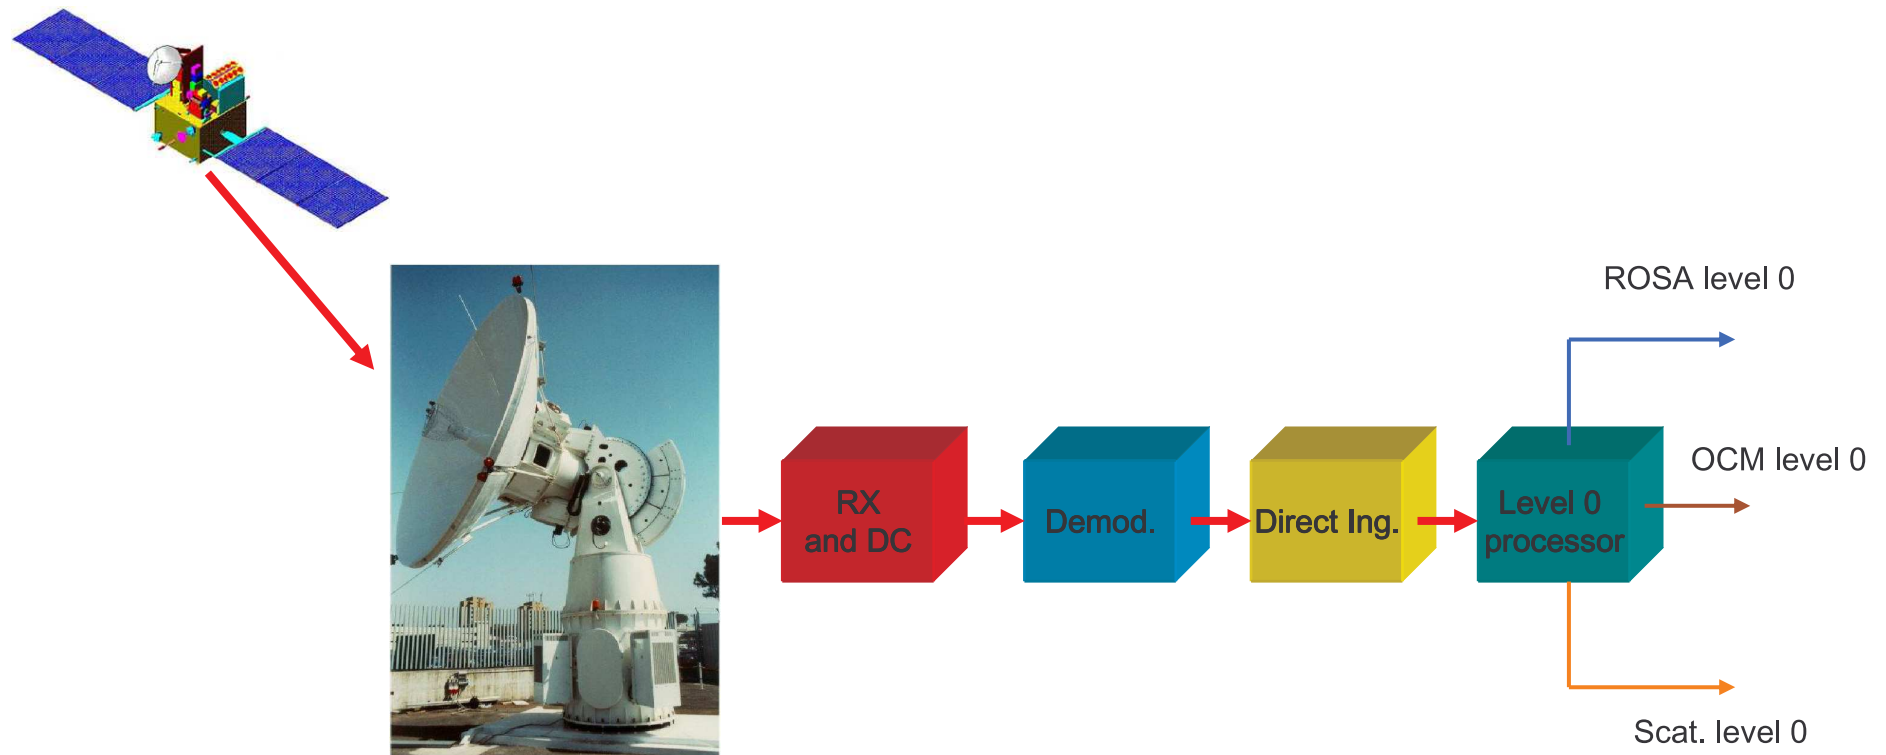 ROSA level 0
OCM level 0
RX
and DC
Demod.
Direct Ing.
Level 0
processor
Scat. level 0